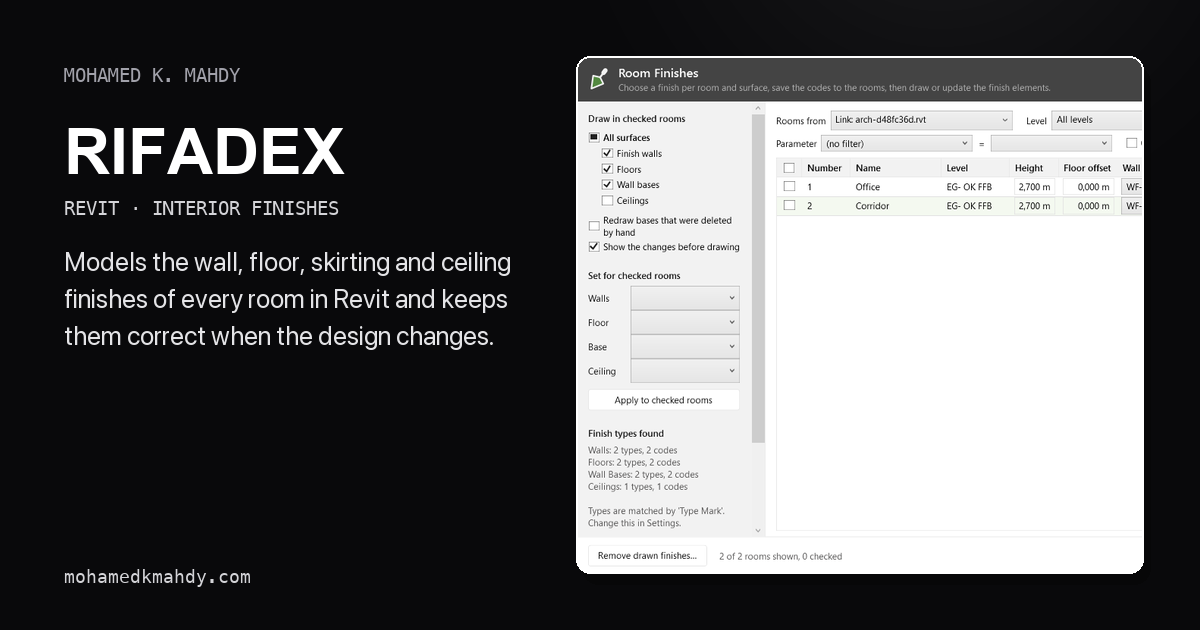 MOHAMED K. MAHDY
RIFADEX
REVIT · INTERIOR FINISHES
Models the wall, floor, skirting and ceiling
finishes of every room in Revit and keeps
them correct when the design changes.
mohamedkmahdy.com
Room Finishes
Choose a finish per room and surface, save the codes to the rooms, then draw or update the finish elements.
Draw in checked rooms
All surfaces
Finish walls
Floors
Wall bases
Ceilings
Redraw bases that were deleted
by hand
Show the changes before drawing
Set for checked rooms
Walls
Floor
Base
Ceiling
Apply to checked rooms
Finish types found
Walls: 2 types, 2 codes
Floors: 2 types, 2 codes
Wall Bases: 2 types, 2 codes
Ceilings: 1 types, 1 codes
Types are matched by 'Type Mark'.
Change this in Settings.
Rooms from Link: arch-d48fc36d.rvt Level All levels
Parameter (no filter) =
Number Name Level Height Floor offset Wall
1 Office EG- OK FFB 2,700 m 0,000 m WF-
2 Corridor EG- OK FFB 2,700 m 0,000 m WF-
Remove drawn finishes... 2 of 2 rooms shown, 0 checked